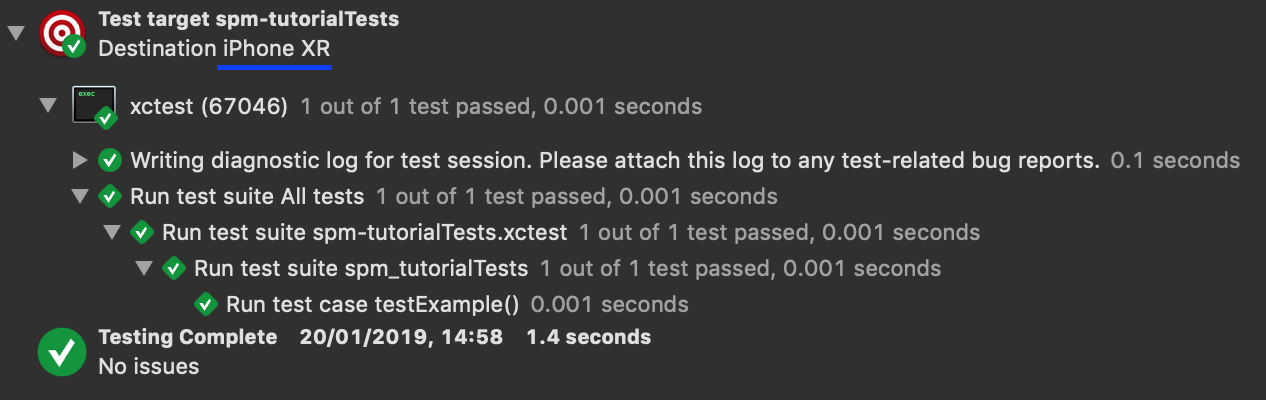 Test target spm-tutorialTests
Destination iPhone XR
exec
xctest (67046) 1 out of 1 test passed, 0.001 seconds
Writing diagnostic log for test session. Please attach this log to any test-related bug reports. 0.1 seconds
Run test suite All tests 1 out of 1 test passed, 0.001 seconds
Run test suite spm-tutorialTests.xctest 1 out of 1 test passed, 0.001 seconds
Run test suite spm_tutorialTests 1 out of 1 test passed, 0.001 seconds
Run test case testExample() 0.001 seconds
Testing Complete 20/01/2019, 14:58 1.4 seconds
No issues